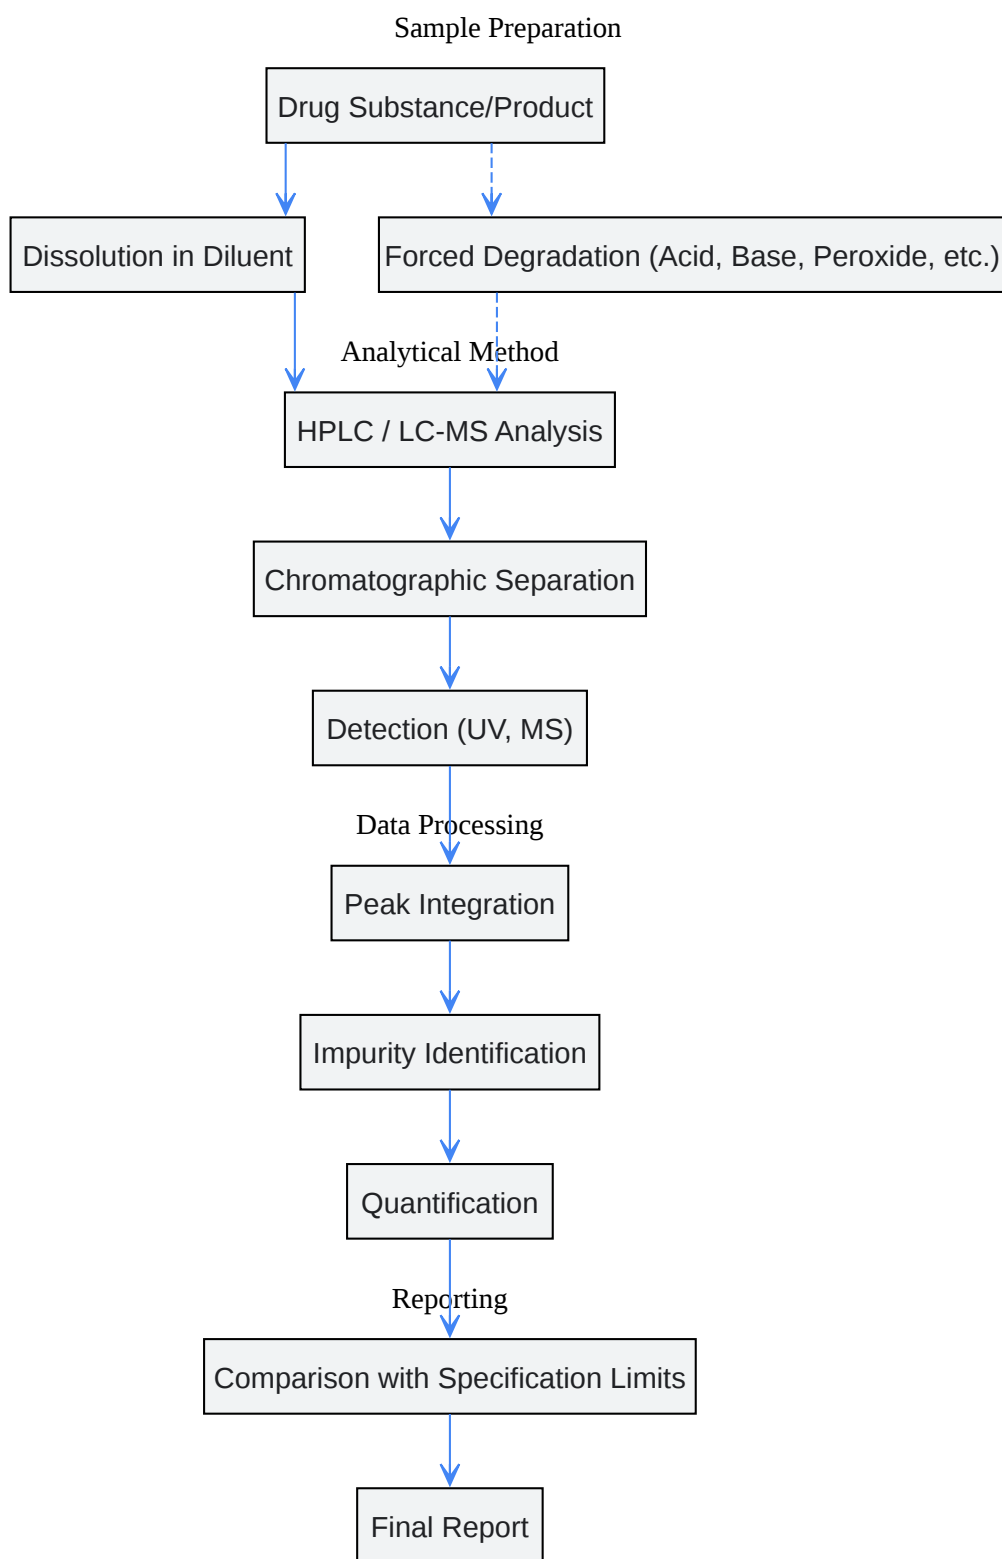 Sample Preparation
Drug Substance/Product
Dissolution in Diluent
Forced Degradation (Acid, Base, Peroxide, etc.)
Analytical Method
HPLC / LC-MS Analysis
Chromatographic Separation
Detection (UV, MS)
Data Processing
Peak Integration
Impurity Identification
Quantification
Reporting
Comparison with Specification Limits
Final Report